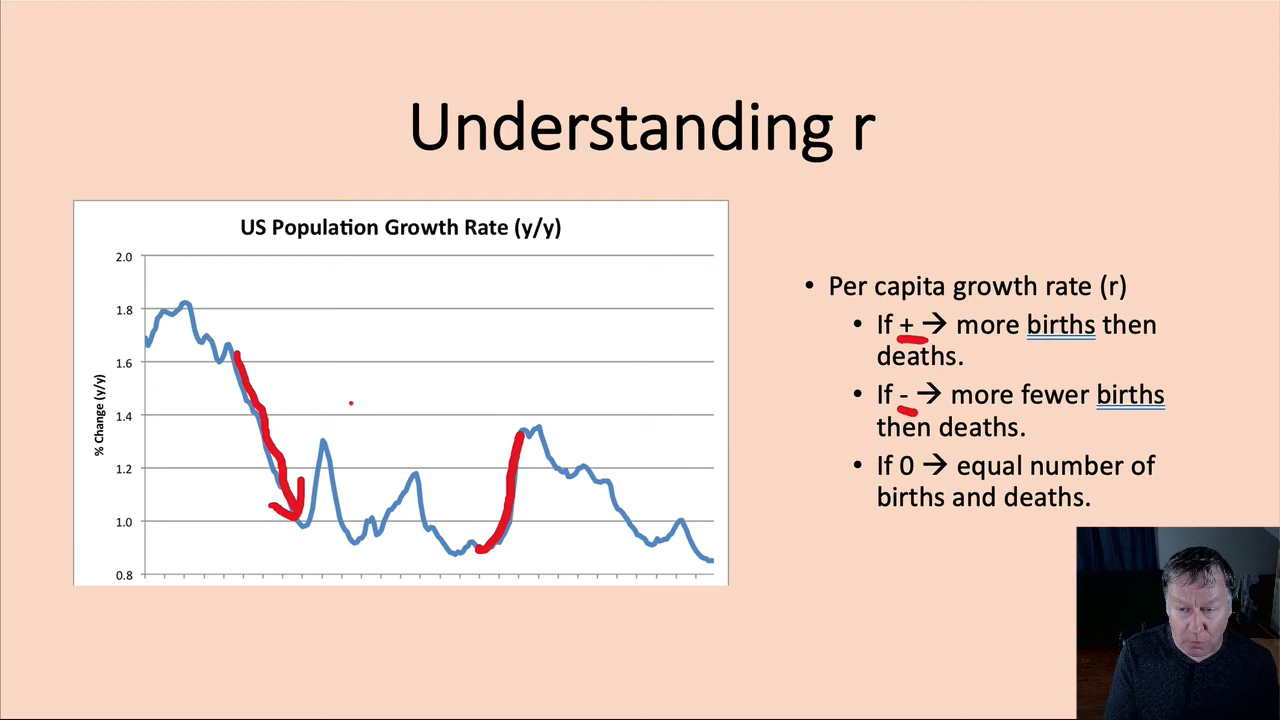 Understanding r
US Population Growth Rate (y/y)
% Change (y/y)
2.0
1.8
1.6
1.4
1.2
1.0
0.8
• Per capita growth rate (r)
• If + → more births then
deaths.
• If - → more fewer births
then deaths.
• If 0 → equal number of
births and deaths.